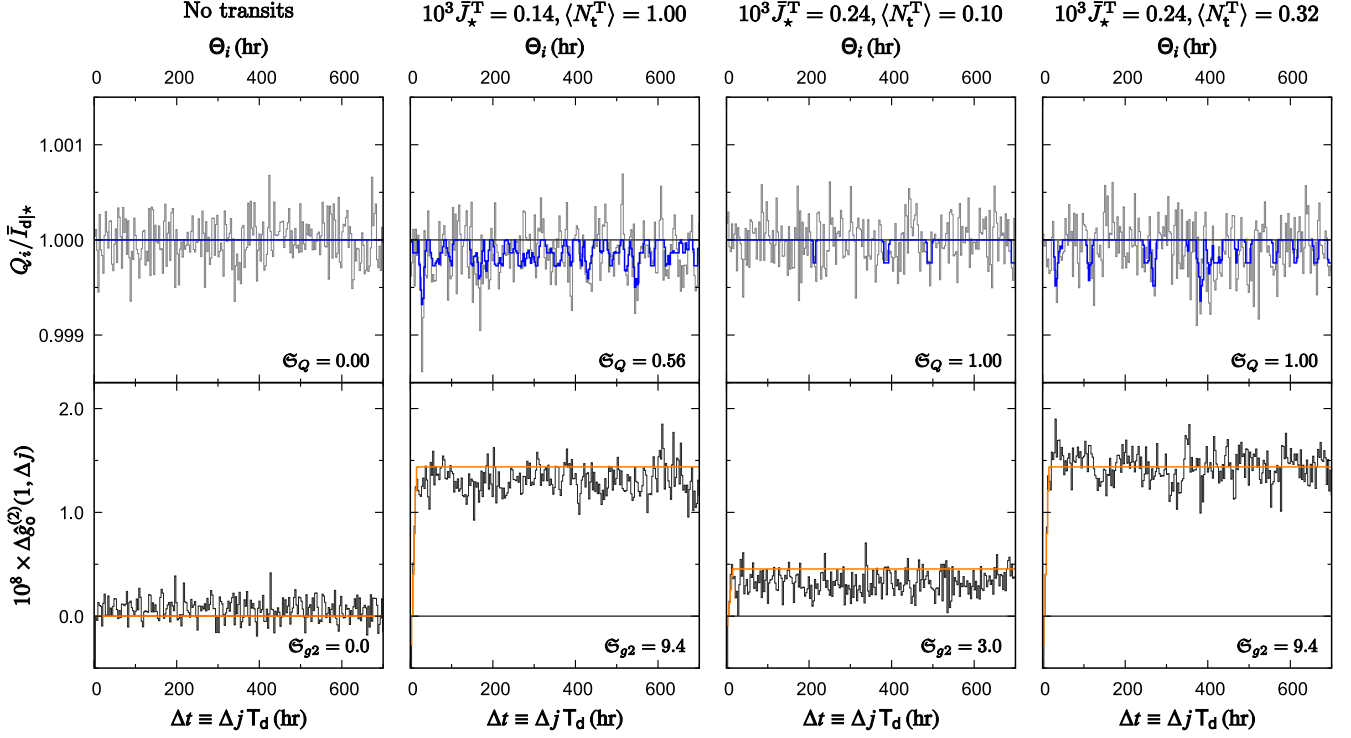 No transits
10³ J̄⋆ᵀ = 0.14, ⟨Nₜᵀ⟩ = 1.00
10³ J̄⋆ᵀ = 0.24, ⟨Nₜᵀ⟩ = 0.10
10³ J̄⋆ᵀ = 0.24, ⟨Nₜᵀ⟩ = 0.32
Θᵢ (hr)
Θᵢ (hr)
Θᵢ (hr)
Θᵢ (hr)
0 200 400 600
0 200 400 600
0 200 400 600
0 200 400 600
Qᵢ/Ī_d|⋆
1.001
1.000
0.999
𝔖_Q = 0.00
𝔖_Q = 0.56
𝔖_Q = 1.00
𝔖_Q = 1.00
10⁸ × Δĝₒ⁽²⁾(1, Δj)
2.0
1.0
0.0
𝔖_g2 = 0.0
𝔖_g2 = 9.4
𝔖_g2 = 3.0
𝔖_g2 = 9.4
0 200 400 600
0 200 400 600
0 200 400 600
0 200 400 600
Δt ≡ Δj T_d (hr)
Δt ≡ Δj T_d (hr)
Δt ≡ Δj T_d (hr)
Δt ≡ Δj T_d (hr)